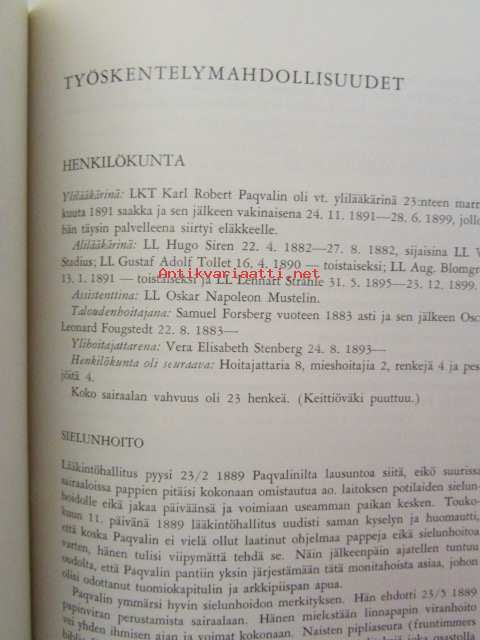 TYÖSKENTELYMAHDOLLISUUDET
HENKILÖKUNTA
Ylilääkärinä: LKT Karl Robert Paqvalin oli vt. ylilääkärinä 23:nteen marras
kuuta 1891 saakka ja sen jälkeen vakinaisena 24. 11. 1891—28. 6. 1899, jollo
hän täysin palvelleena siirtyi eläkkeelle.
Alilääkärinä: LL Hugo Siren 22. 4. 1882—27. 8. 1882, sijaisina LL
Stadius; LL Gustaf Adolf Tollet 16. 4. 1890 — toistaiseksi; LL Aug. Blomgr
Antikvariaatti.net
13. 1. 1891 — toistaiseksi ja LL Lennart Strahle 31. 5. 1895—23. 12. 1899.
Assistenttina: LL Oskar Napoleon Mustelin.
Taloudenhoitajana: Samuel Forsberg vuoteen 1883 asti ja sen jälkeen Osc
Leonard Fougstedt 22. 8. 1883—
Ylihoitajattarena: Vera Elisabeth Stenberg 24. 8. 1893—
Henkilökunta oli seuraava: Hoitajattaria 8, mieshoitajia 2, renkejä 4 ja pes
jöitä 4.
Koko sairaalan vahvuus oli 23 henkeä. (Keittiöväki puuttuu.)
SIELUNHOITO
Lääkintöhallitus pyysi 23/2 1889 Paqvalinilta lausuntoa siitä, eikö suurissa
sairaaloissa pappien pitäisi kokonaan omistautua ao. laitoksen potilaiden sielun-
hoidolle eikä jakaa päiväänsä ja voimiaan useamman paikan kesken. Touko-
kuun 11. päivänä 1889 lääkintöhallitus uudisti saman kyselyn ja huomautti,
että koska Paqvalin ei vielä ollut laatinut ohjelmaa pappeja eikä sielunhoitoa
varten, hänen tulisi viipymättä tehdä se. Näin jälkeenpäin ajatellen tuntuu
oudolta, että Paqvalin pantiin yksin järjestämään tätä monitahoista asiaa, johon
olisi odottanut tuomiokapitulin ja arkkipiispan apua.
Paqvalin ymmärsi hyvin sielunhoidon merkityksen. Hän ehdotti 23/5 1889
papinviran perustamista sairaalaan. Hänen mielestään linnapapin viranhoito
vei yhden ihmisen ajan ja voimat kokonaan. Naisten pipliaseura (fruntimmers